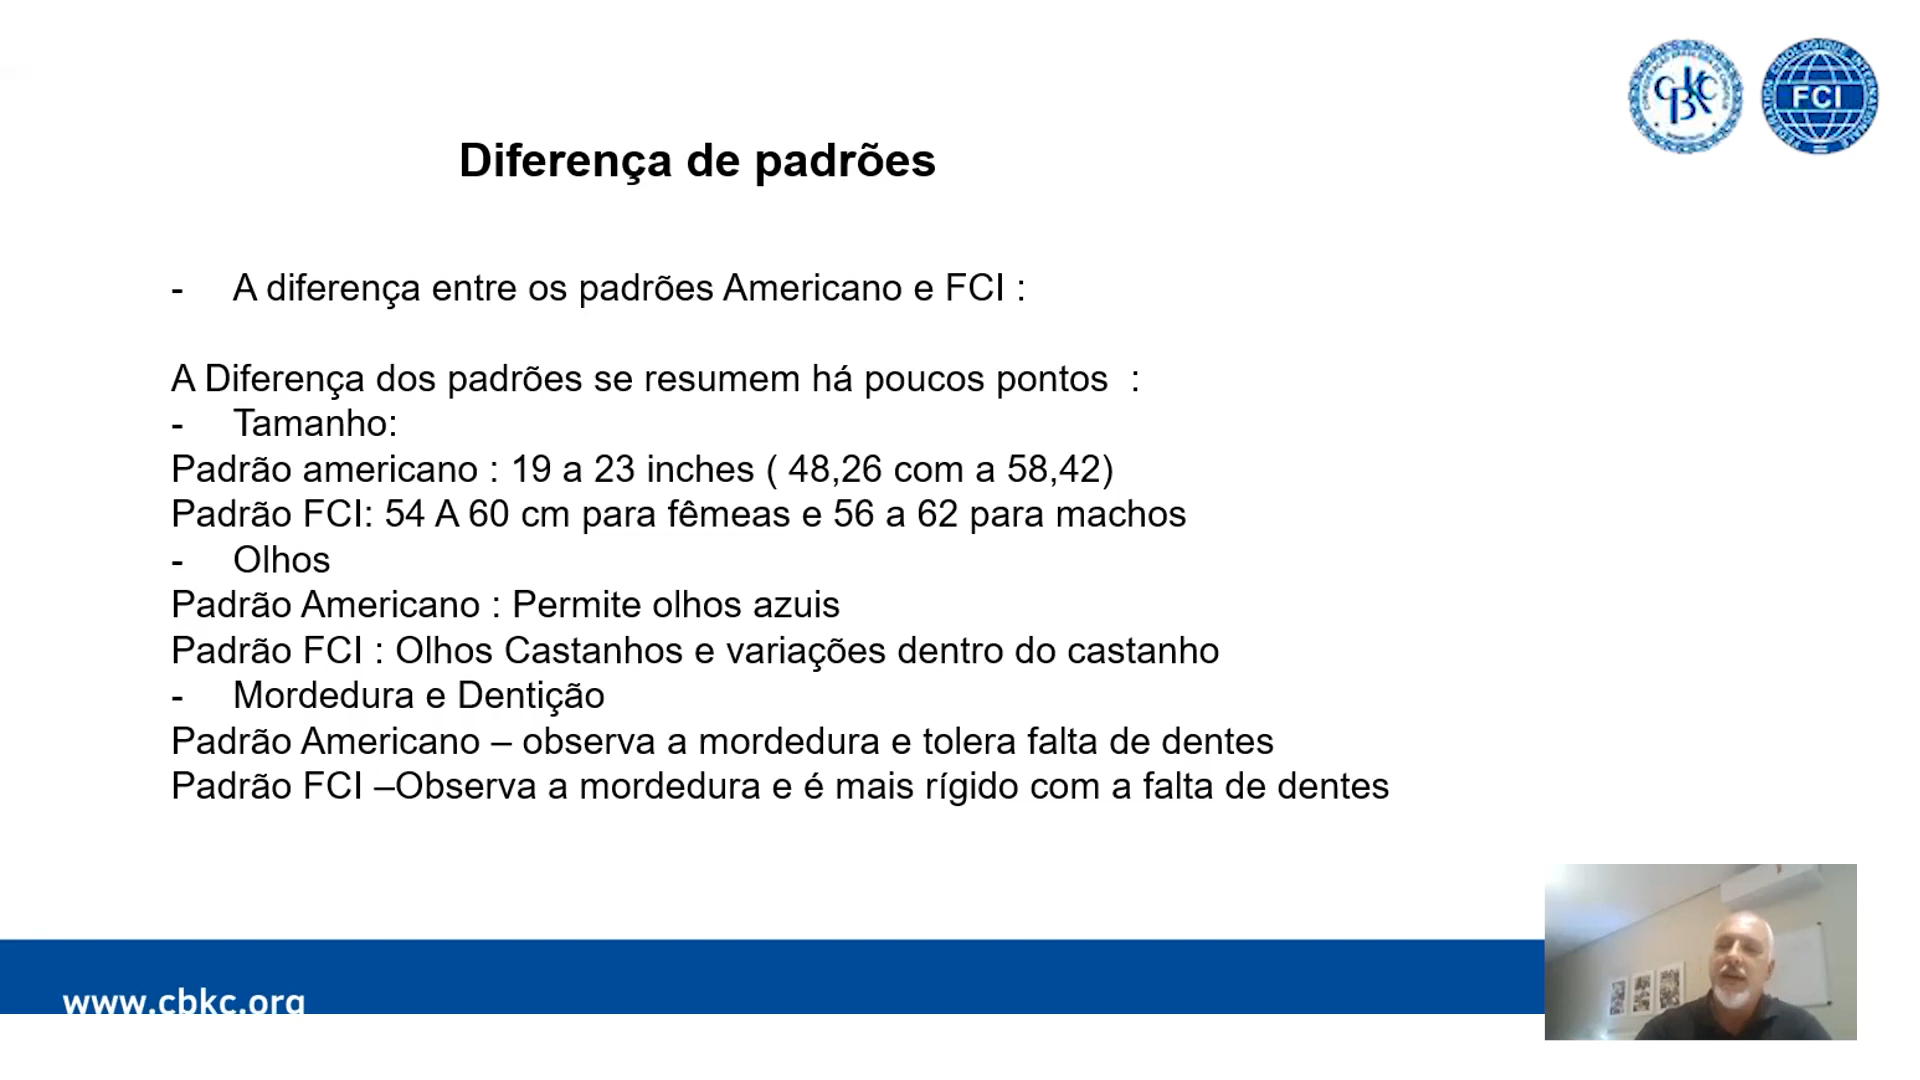 CBKC
FEDERATION CYNOLOGIQUE INTERNATIONALE
FCI
Diferença de padrões
- A diferença entre os padrões Americano e FCI :
A Diferença dos padrões se resumem há poucos pontos :
- Tamanho:
Padrão americano : 19 a 23 inches ( 48,26 com a 58,42)
Padrão FCI: 54 A 60 cm para fêmeas e 56 a 62 para machos
- Olhos
Padrão Americano : Permite olhos azuis
Padrão FCI : Olhos Castanhos e variações dentro do castanho
- Mordedura e Dentição
Padrão Americano – observa a mordedura e tolera falta de dentes
Padrão FCI –Observa a mordedura e é mais rígido com a falta de dentes
www.cbkc.org